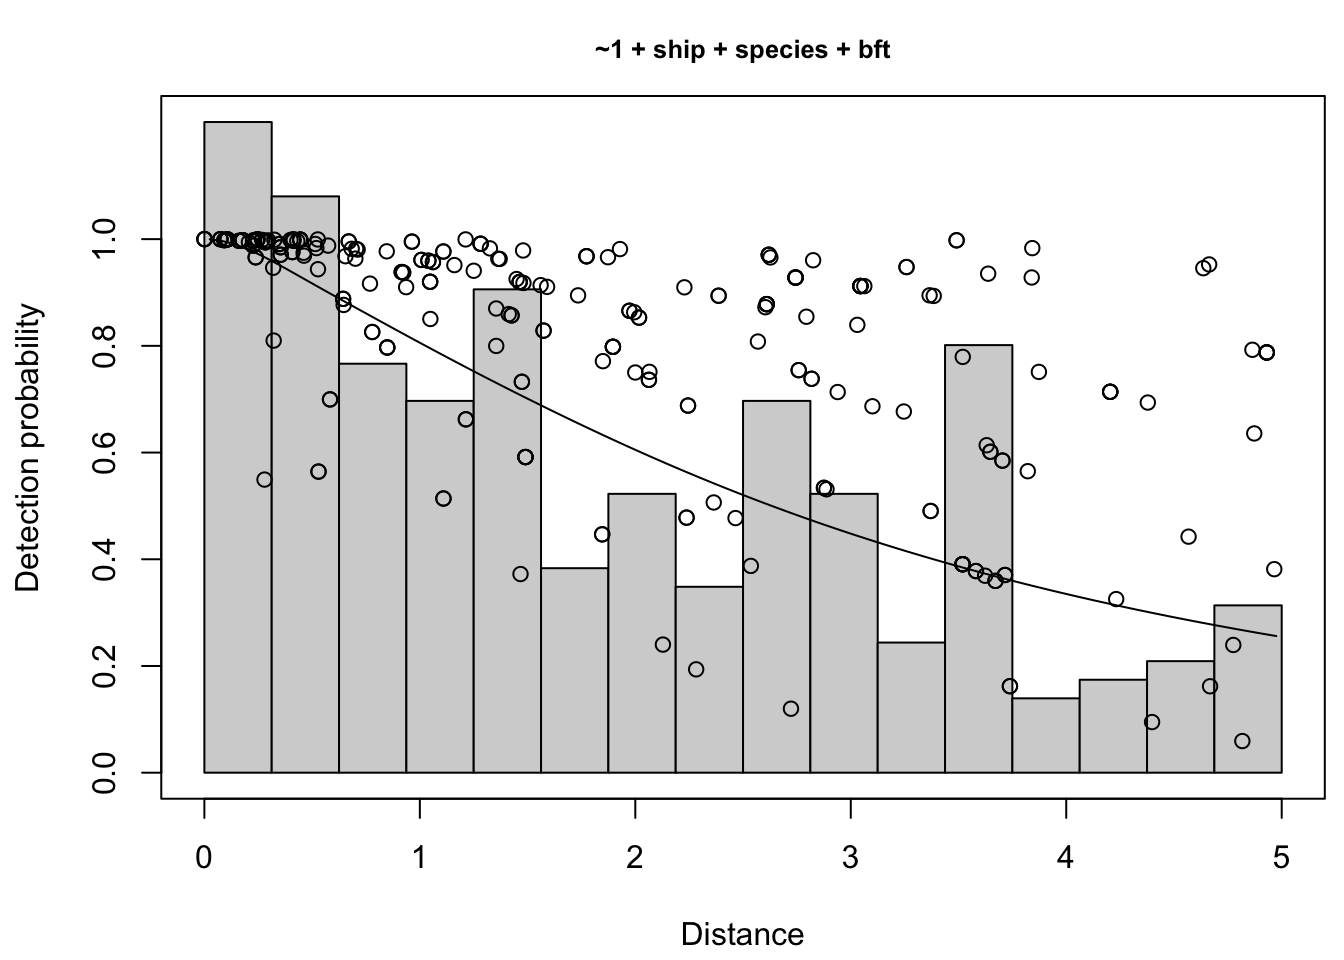 ~1 + ship + species + bft
Detection probability
1.0
0.8
0.6
0.4
0.2
0.0
0 1 2 3 4 5
Distance